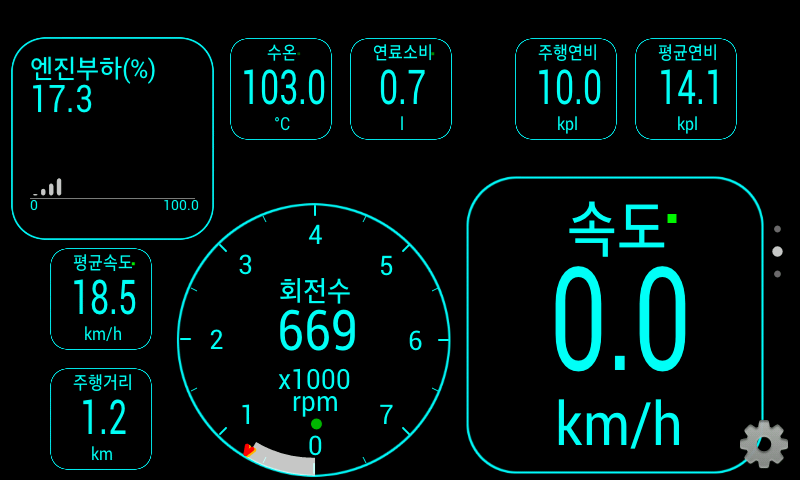 엔진부하(%)
17.3
0
100.0
수온
103.0
°C
연료소비
0.7
l
주행연비
10.0
kpl
평균연비
14.1
kpl
평균속도
18.5
km/h
주행거리
1.2
km
4
3
5
2
6
1
7
0
회전수
669
x1000
rpm
속도
0.0
km/h